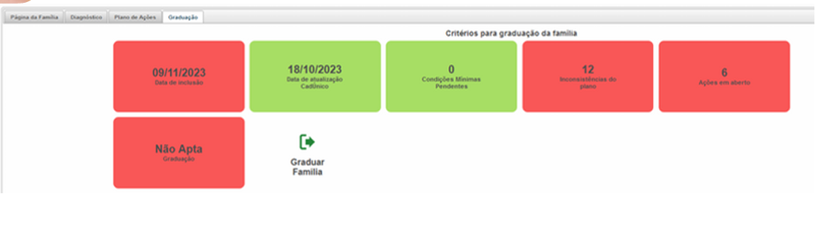 Página da Família
Diagnóstico
Plano de Ações
Graduação
Critérios para graduação da família
09/11/2023
Data de inclusão
18/10/2023
Data de atualização
CadÚnico
0
Condições Mínimas
Pendentes
12
Inconsistências do
plano
6
Ações em aberto
Não Apta
Graduação
Graduar
Família